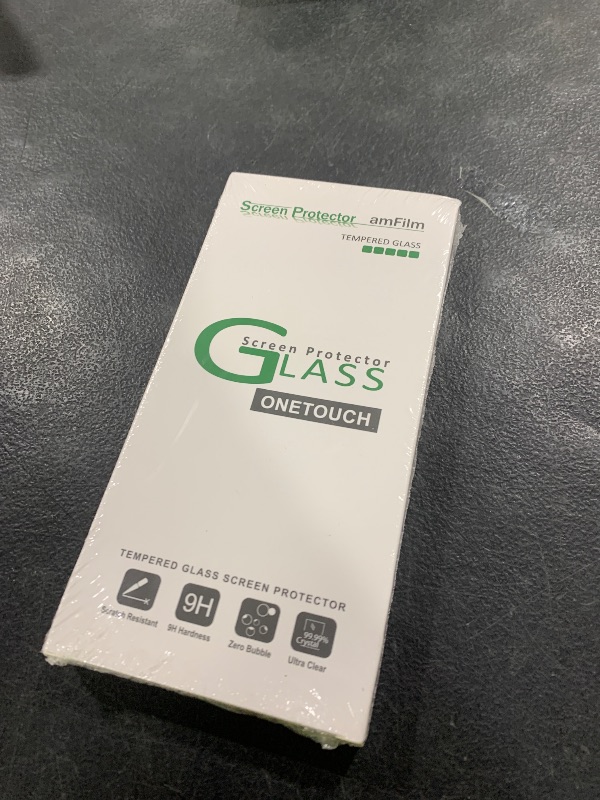 Screen Protector amFilm
TEMPERED GLASS
Screen Protector
GLASS
ONETOUCH
TEMPERED GLASS SCREEN PROTECTOR
9H
99.99%
Crystal
Scratch Resistant
9H Hardness
Zero Bubble
Ultra Clear